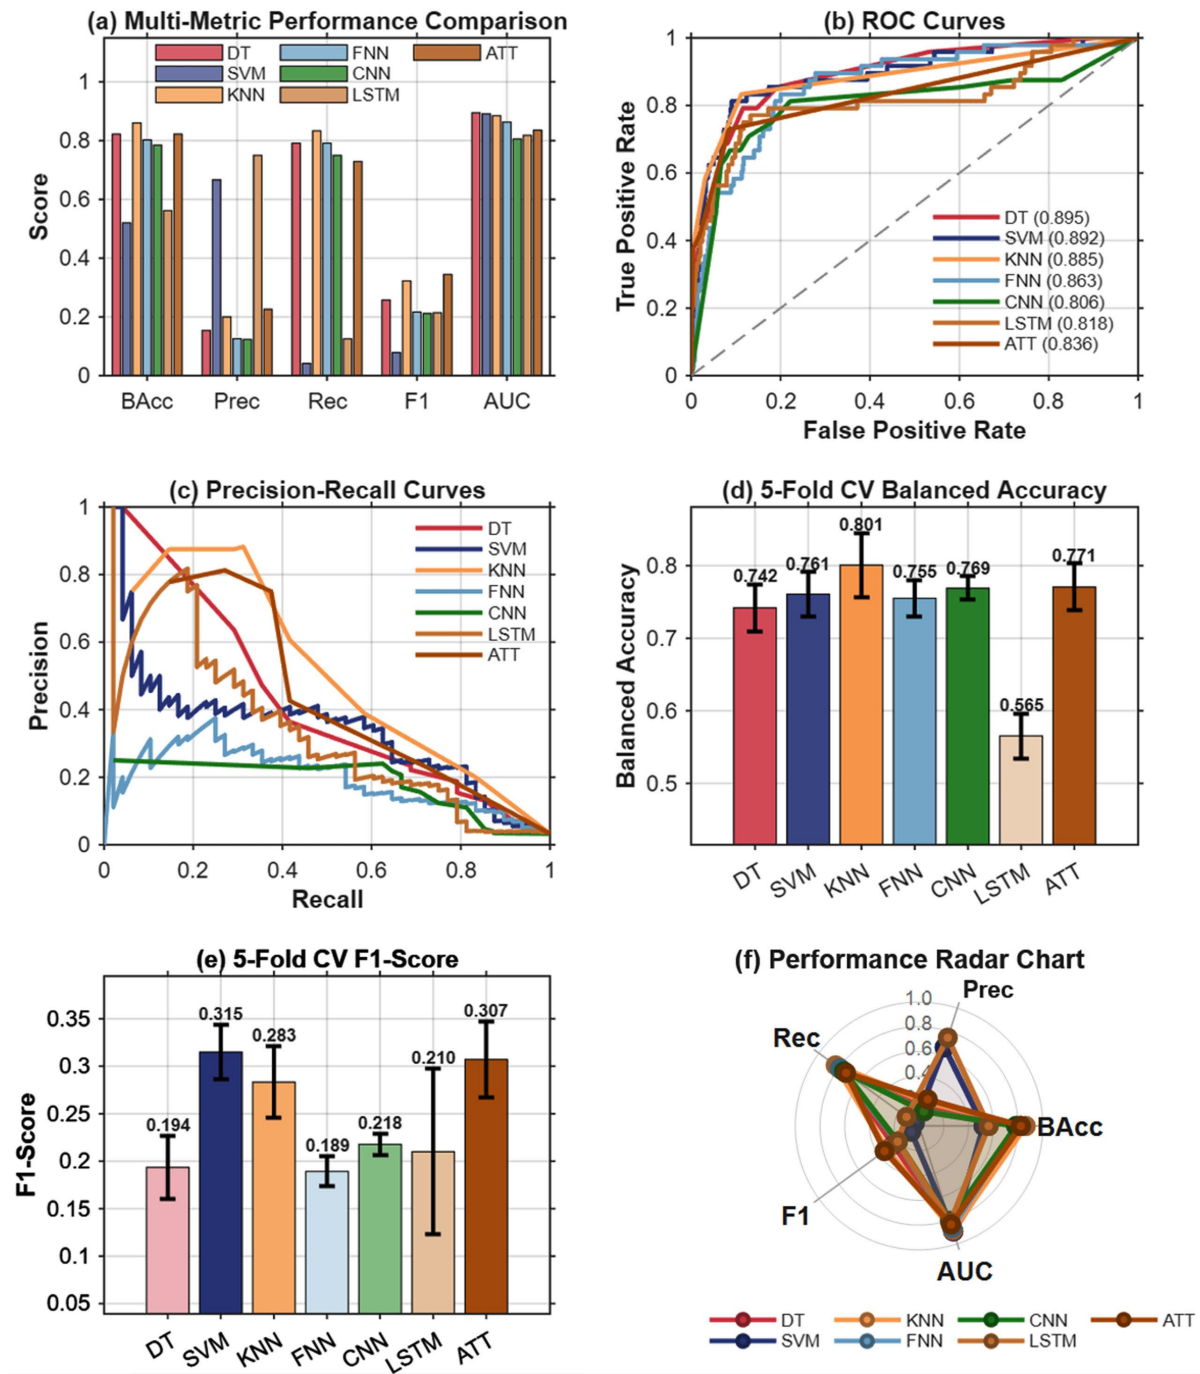 (a) Multi-Metric Performance Comparison
DT FNN ATT
SVM CNN
KNN LSTM
1
0.8
0.6
0.4
0.2
0
Score
BAcc Prec Rec F1 AUC
(b) ROC Curves
1
0.8
0.6
0.4
0.2
0
True Positive Rate
DT (0.895)
SVM (0.892)
KNN (0.885)
FNN (0.863)
CNN (0.806)
LSTM (0.818)
ATT (0.836)
0 0.2 0.4 0.6 0.8 1
False Positive Rate
(c) Precision-Recall Curves
1
0.8
0.6
0.4
0.2
0
Precision
DT
SVM
KNN
FNN
CNN
LSTM
ATT
0 0.2 0.4 0.6 0.8 1
Recall
(d) 5-Fold CV Balanced Accuracy
0.8
0.7
0.6
0.5
Balanced Accuracy
0.742 0.761 0.801 0.755 0.769 0.565 0.771
DT SVM KNN FNN CNN LSTM ATT
(e) 5-Fold CV F1-Score
0.35
0.3
0.25
0.2
0.15
0.1
0.05
F1-Score
0.194 0.315 0.283 0.189 0.218 0.210 0.307
DT SVM KNN FNN CNN LSTM ATT
(f) Performance Radar Chart
1.0
0.8
0.6
0.4
Prec
Rec
BAcc
F1
AUC
DT KNN CNN ATT
SVM FNN LSTM